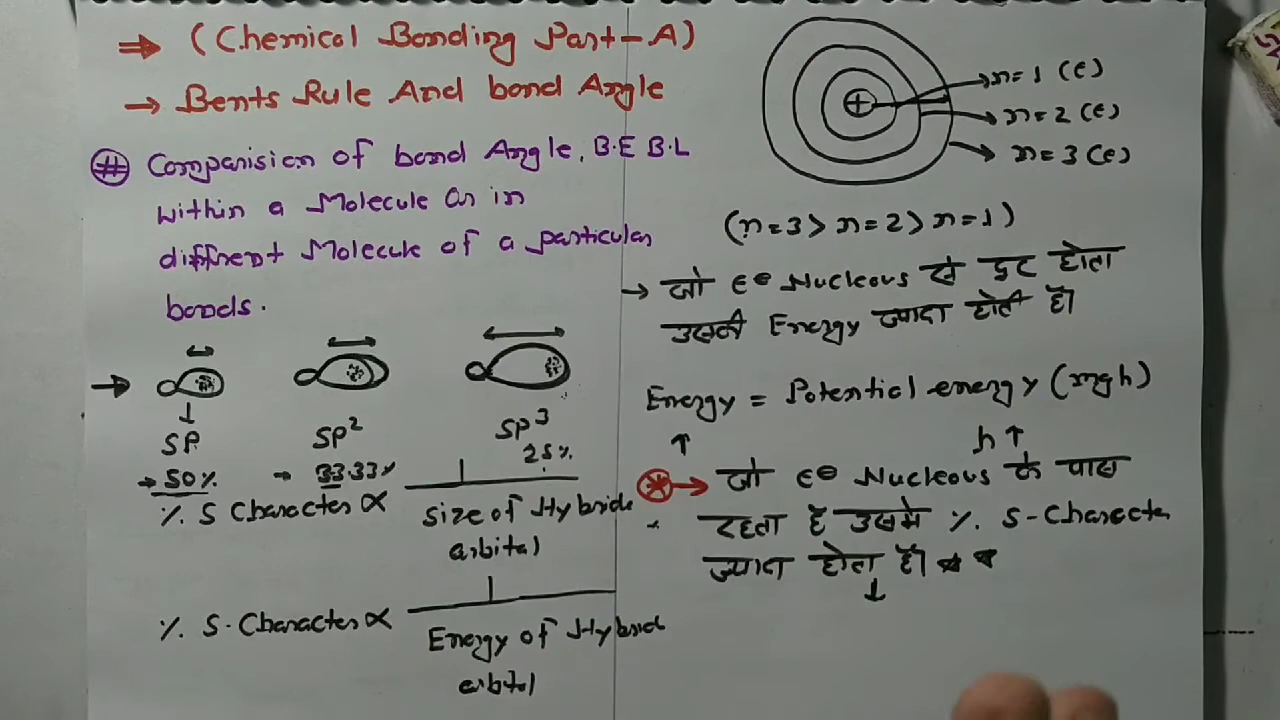 ⇒ (Chemical Bonding Part-A)
→ Bents Rule And bond Angle
# Comparision of bond Angle, B.E B.L
within a Molecule or in
diffrent Molecule of a particular
bonds.
→ SP SP² SP³
→ 50% → 33.33% 25%
% S Character ∝ 1
Size of Hybride
orbital
% S-Character ∝ 1
Energy of Hybrid
orbital
+ → n=1 (e)
→ n=2 (e)
→ n=3 (e)
(n=3 > n=2 > n=1)
→ जो e⊖ Nucleous से दुर होता
उसकी Energy ज्यादा होती है।
Energy = Potential energy (mgh)
↑ h↑
* → जो e⊖ Nucleous के पास
रहता है उसमे % S-Character
ज्यादा होता है।
↓